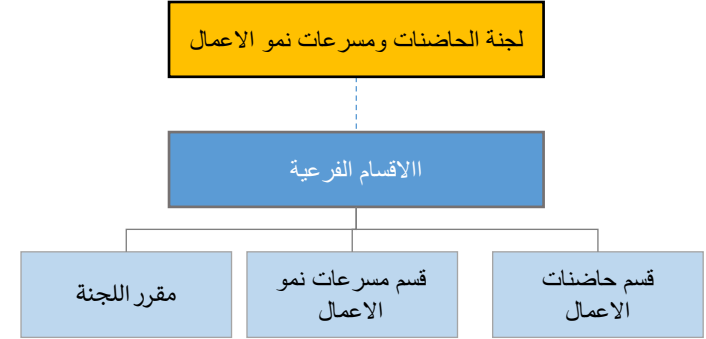 لجنة الحاضنات ومسرعات نمو الاعمال
االاقسام الفرعية
قسم حاضنات
الاعمال
قسم مسرعات نمو
الاعمال
مقرر اللجنة